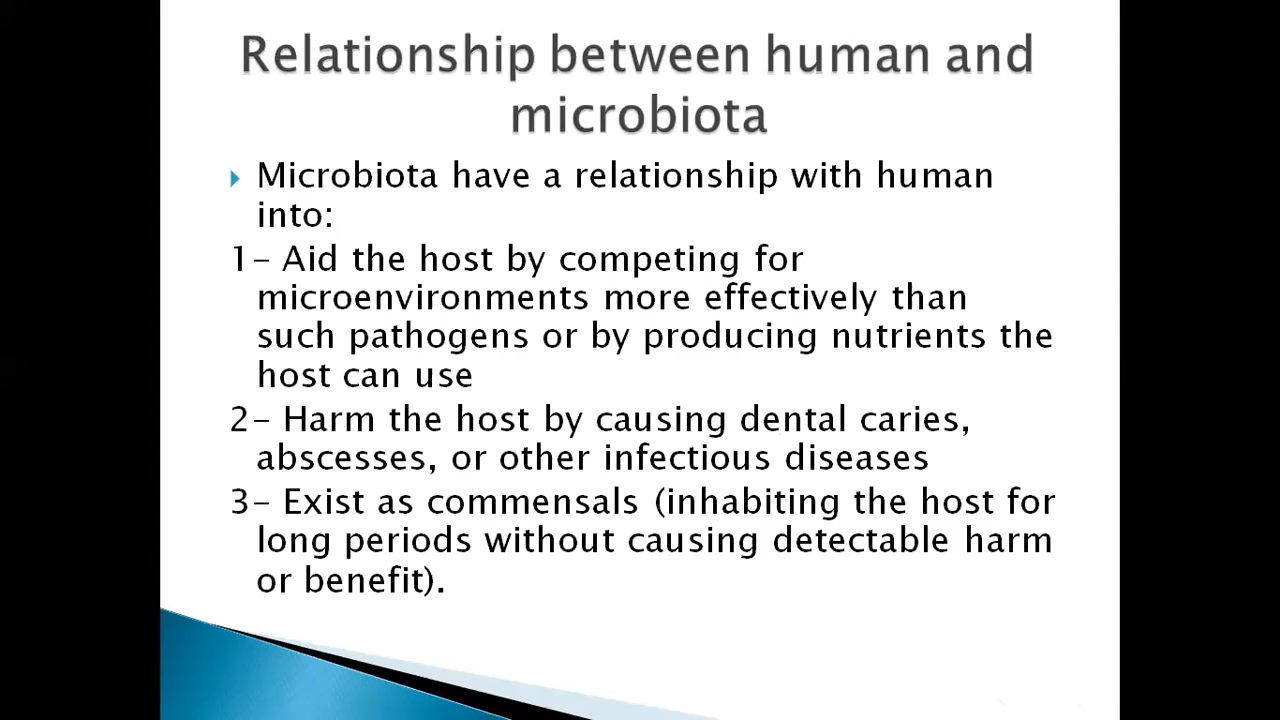 Relationship between human and
microbiota
Microbiota have a relationship with human
into:
1- Aid the host by competing for
microenvironments more effectively than
such pathogens or by producing nutrients the
host can use
2- Harm the host by causing dental caries,
abscesses, or other infectious diseases
3- Exist as commensals (inhabiting the host for
long periods without causing detectable harm
or benefit).